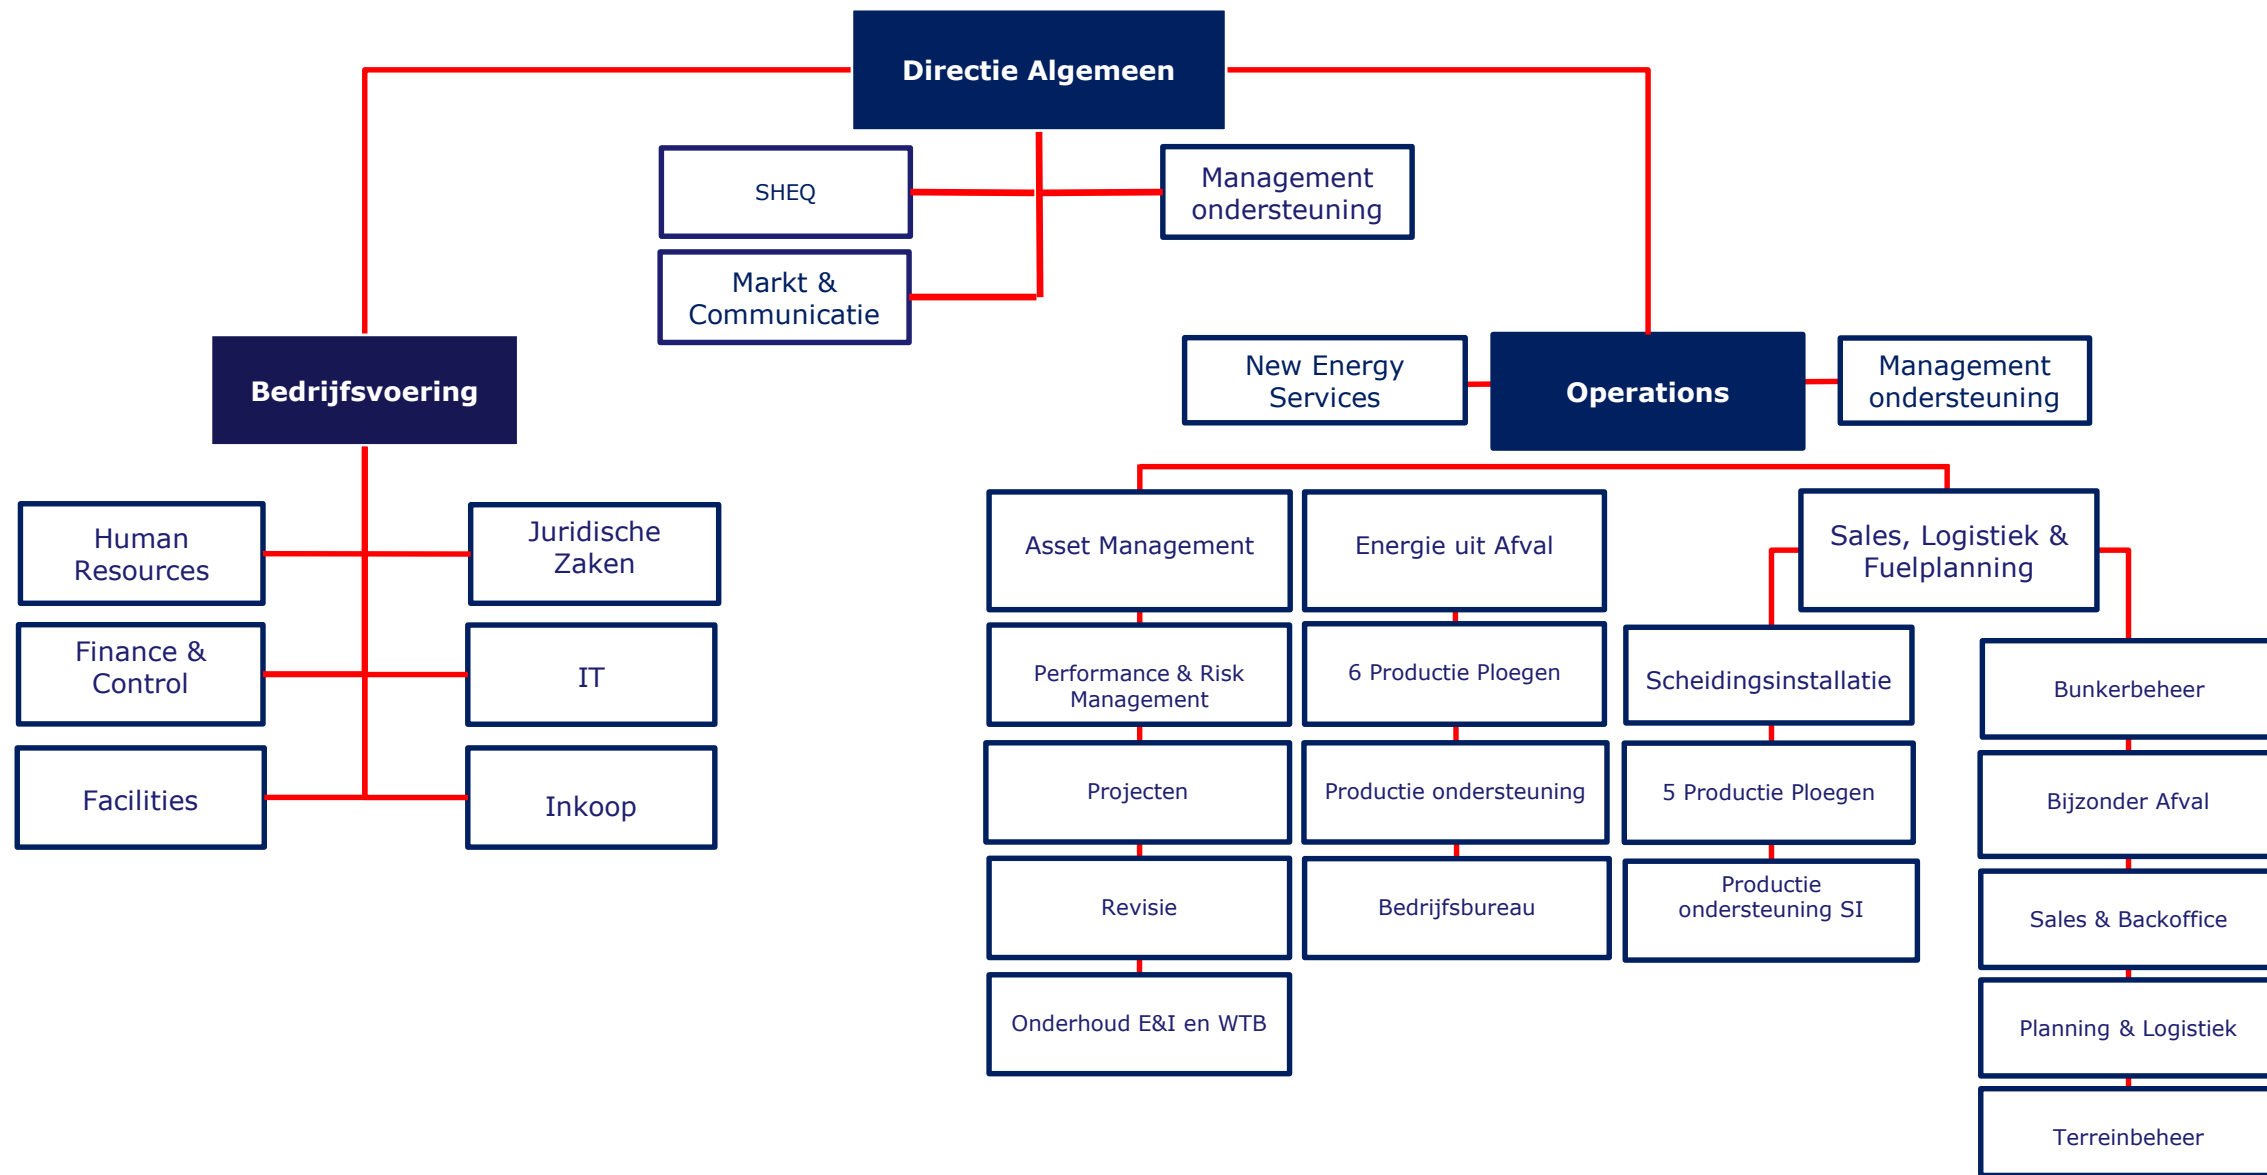 Directie Algemeen
SHEQ
Management
ondersteuning
Markt &
Communicatie
Bedrijfsvoering
New Energy
Services
Operations
Management
ondersteuning
Human
Resources
Juridische
Zaken
Finance &
Control
IT
Facilities
Inkoop
Asset Management
Energie uit Afval
Sales, Logistiek &
Fuelplanning
Performance & Risk
Management
Projecten
Revisie
Onderhoud E&I en WTB
6 Productie Ploegen
Productie ondersteuning
Bedrijfsbureau
Scheidingsinstallatie
5 Productie Ploegen
Productie
ondersteuning SI
Bunkerbeheer
Bijzonder Afval
Sales & Backoffice
Planning & Logistiek
Terreinbeheer